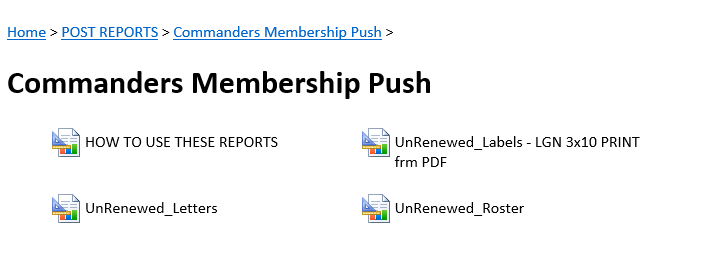 Home > POST REPORTS > Commanders Membership Push >
Commanders Membership Push
HOW TO USE THESE REPORTS
UnRenewed_Labels - LGN 3x10 PRINT
frm PDF
UnRenewed_Letters
UnRenewed_Roster